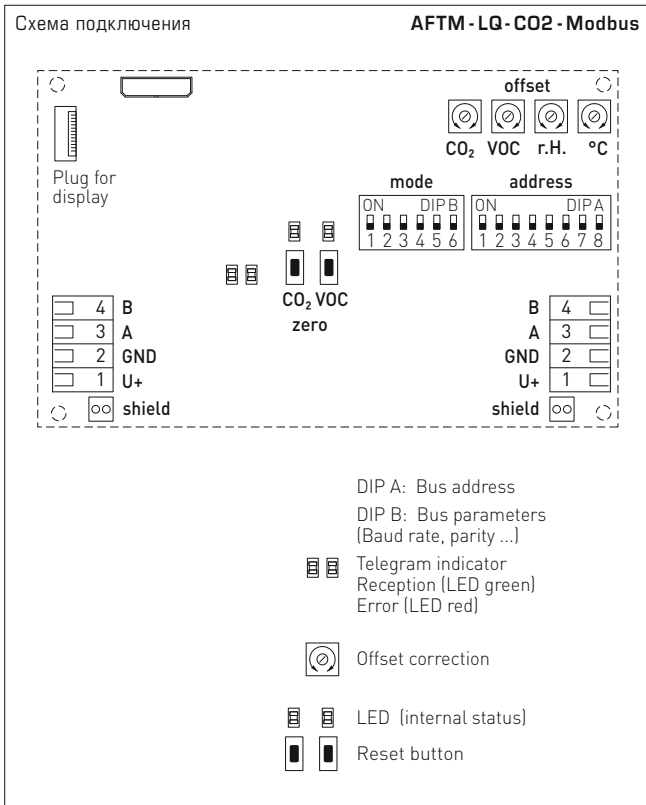 Схема подключения
AFTM-LQ-CO2-Modbus
offset
CO₂ VOC r.H. °C
Plug for
display
mode
address
ON DIP B
1 2 3 4 5 6
ON DIP A
1 2 3 4 5 6 7 8
CO₂ VOC
zero
4 B
3 A
2 GND
1 U+
shield
B 4
A 3
GND 2
U+ 1
shield
DIP A: Bus address
DIP B: Bus parameters
(Baud rate, parity ...)
Telegram indicator
Reception (LED green)
Error (LED red)
Offset correction
LED (internal status)
Reset button